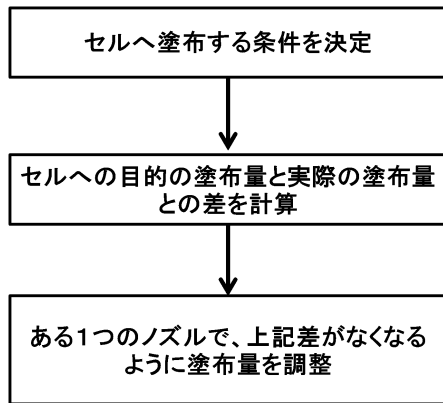 セルへ塗布する条件を決定
セルへの目的の塗布量と実際の塗布量
との差を計算
ある１つのノズルで、上記差がなくなる
ように塗布量を調整